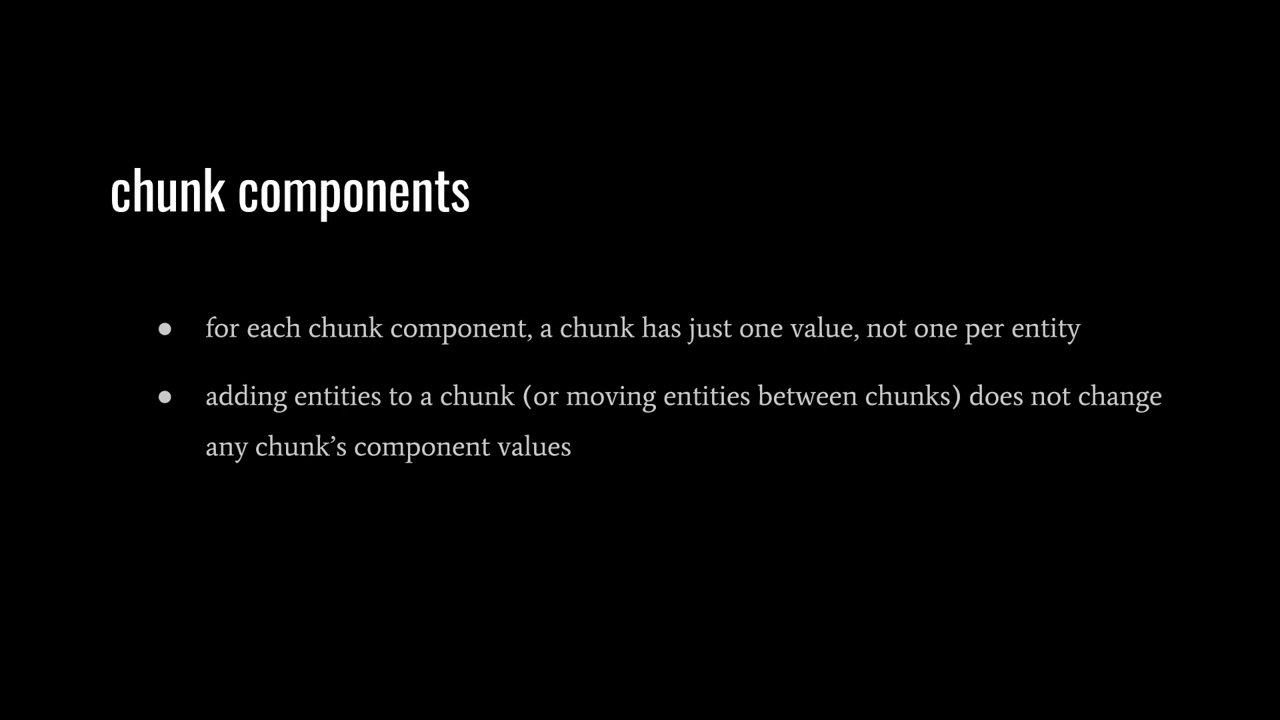 chunk components
● for each chunk component, a chunk has just one value, not one per entity
● adding entities to a chunk (or moving entities between chunks) does not change
any chunk’s component values